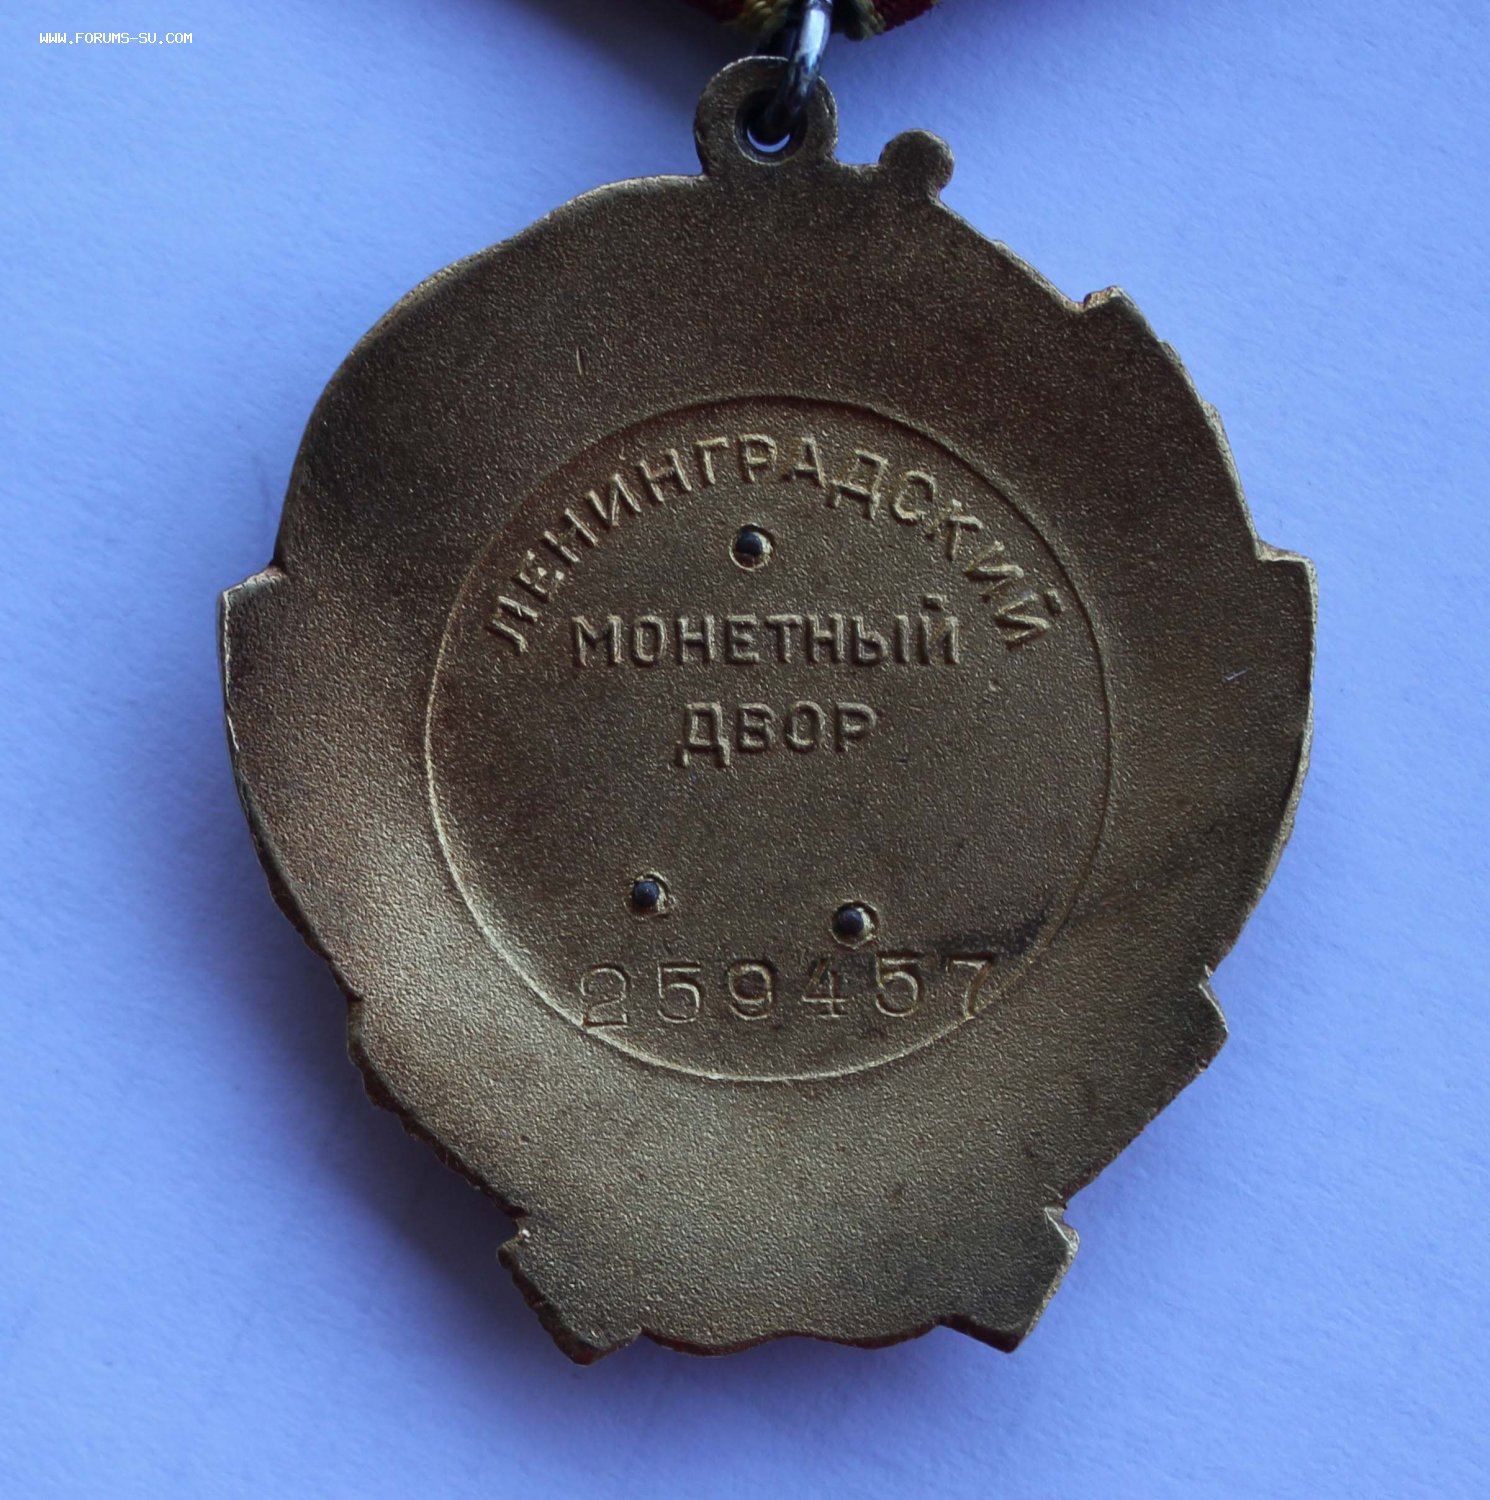 WWW.FORUMS-SU.COM
ЛЕНИНГРАДСКИЙ
МОНЕТНЫЙ
ДВОР
259457